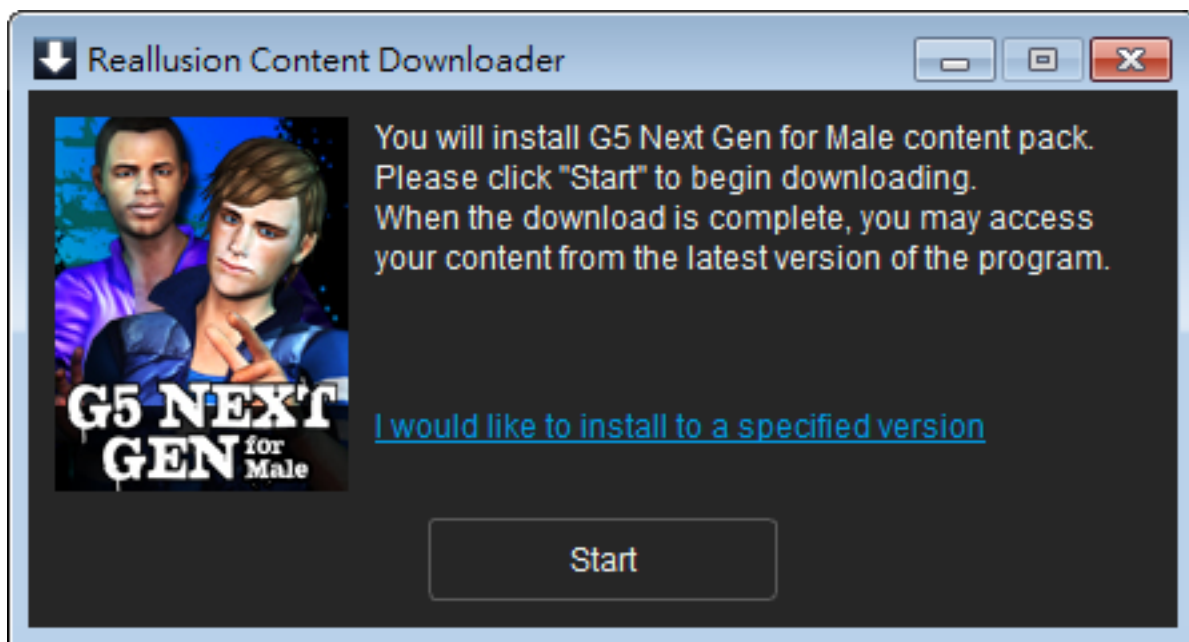 Reallusion Content Downloader
You will install G5 Next Gen for Male content pack.
Please click "Start" to begin downloading.
When the download is complete, you may access
your content from the latest version of the program.
G5 NEXT
GEN for
Male
I would like to install to a specified version
Start